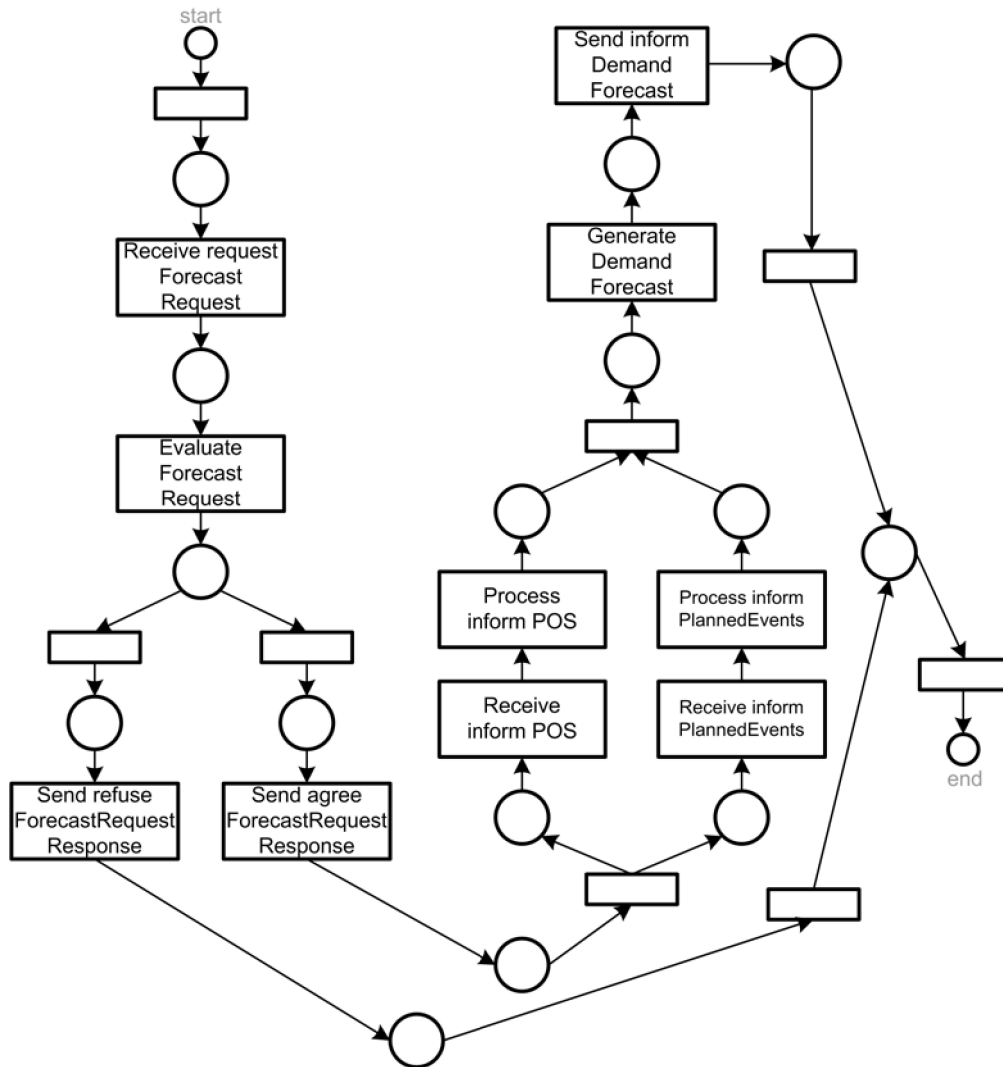 start
Receive request
Forecast
Request
Evaluate
Forecast
Request
Send refuse
ForecastRequest
Response
Send agree
ForecastRequest
Response
Send inform
Demand
Forecast
Generate
Demand
Forecast
Process
inform POS
Process inform
PlannedEvents
Receive
inform POS
Receive inform
PlannedEvents
end